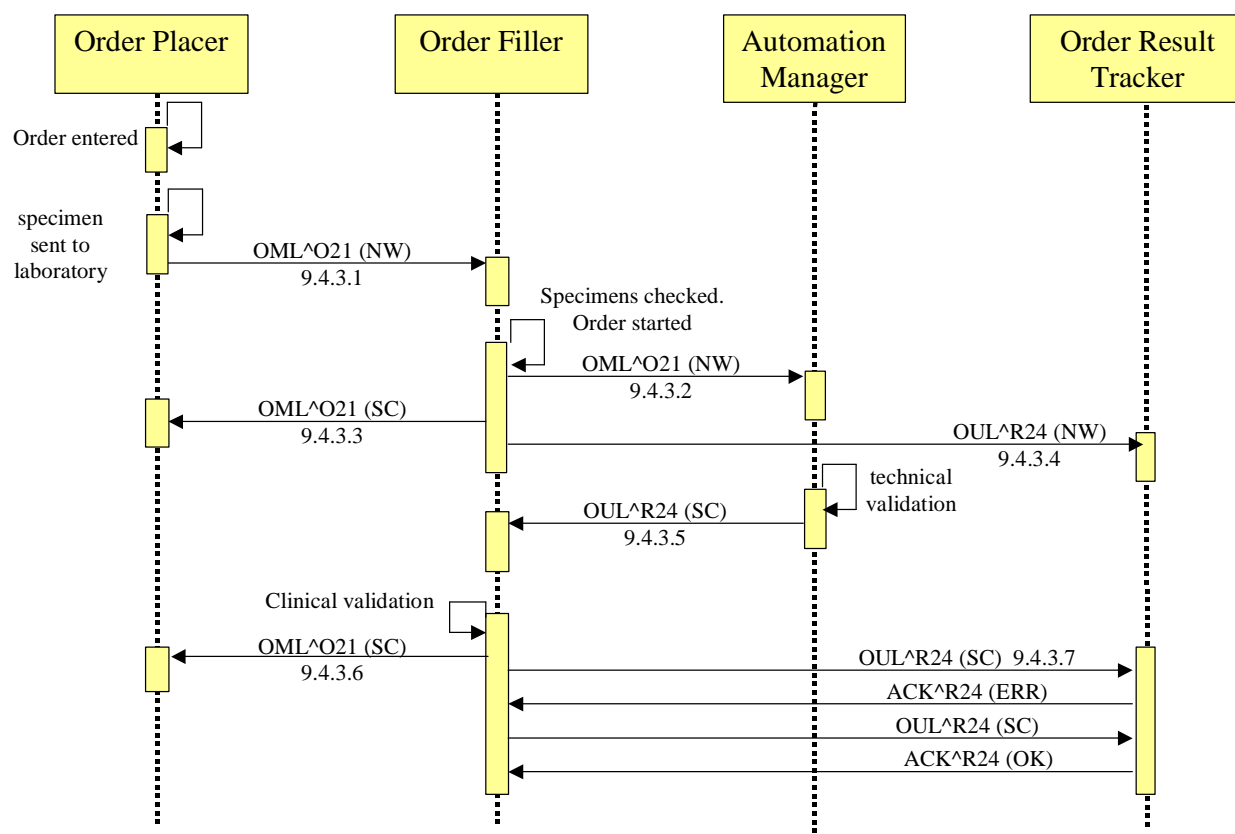 Order Placer
Order Filler
Automation
Manager
Order Result
Tracker
Order entered
specimen
sent to
laboratory
OML^O21 (NW)
9.4.3.1
Specimens checked.
Order started
OML^O21 (NW)
9.4.3.2
OML^O21 (SC)
9.4.3.3
OUL^R24 (NW)
9.4.3.4
technical
validation
OUL^R24 (SC)
9.4.3.5
Clinical validation
OML^O21 (SC)
9.4.3.6
OUL^R24 (SC) 9.4.3.7
ACK^R24 (ERR)
OUL^R24 (SC)
ACK^R24 (OK)